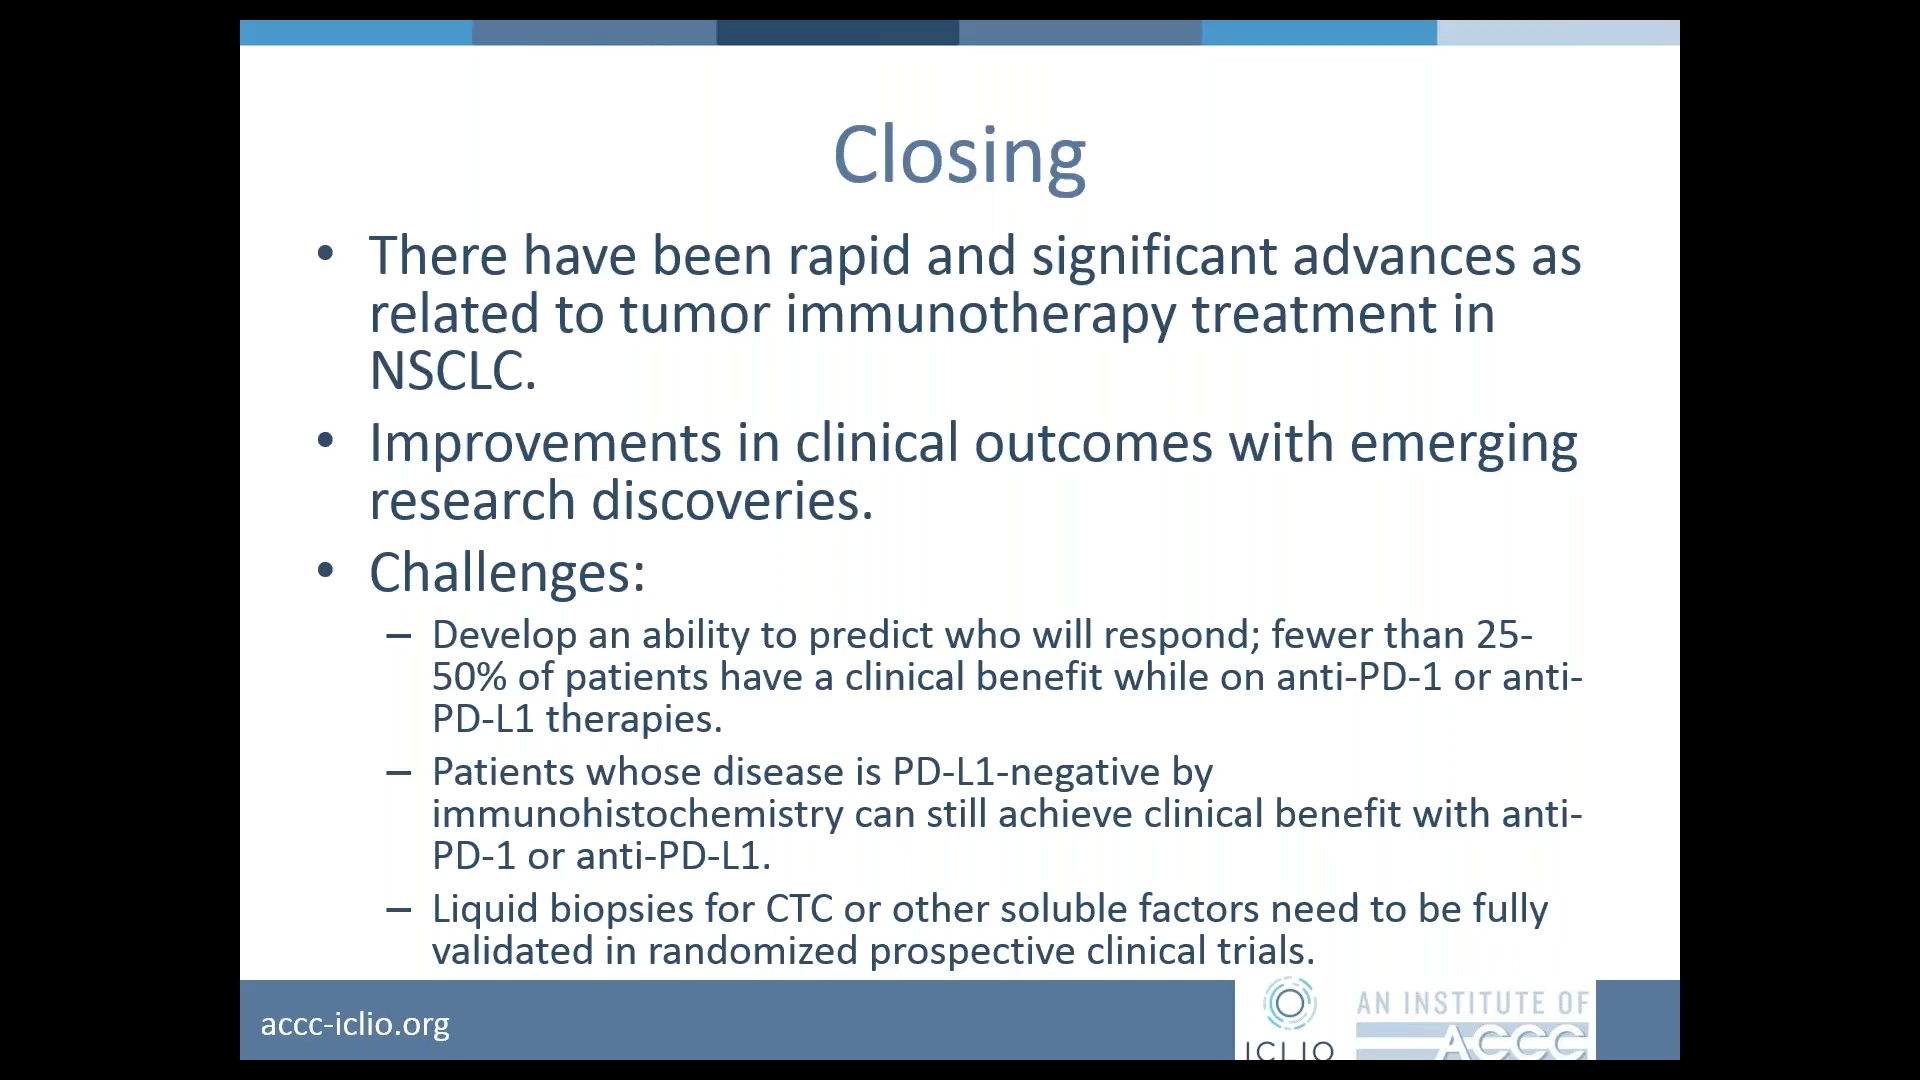 Closing
• There have been rapid and significant advances as
related to tumor immunotherapy treatment in
NSCLC.
• Improvements in clinical outcomes with emerging
research discoveries.
• Challenges:
– Develop an ability to predict who will respond; fewer than 25-
50% of patients have a clinical benefit while on anti-PD-1 or anti-
PD-L1 therapies.
– Patients whose disease is PD-L1-negative by
immunohistochemistry can still achieve clinical benefit with anti-
PD-1 or anti-PD-L1.
– Liquid biopsies for CTC or other soluble factors need to be fully
validated in randomized prospective clinical trials.
accc-iclio.org
ICLIO
AN INSTITUTE OF
ACCC